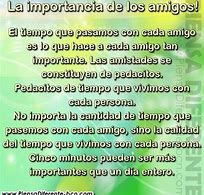 La importancia de los amigos!
El tiempo que pasamos con cada amigo
es lo que hace a cada amigo tan
importante. Las amistades se
constituyen de pedacitos.
Pedacitos de tiempo que vivimos con
cada persona.
No importa la cantidad de tiempo que
pasemos con cada amigo, sino la calidad
del tiempo que vivimos con cada persona.
Cinco minutos pueden ser más
importantes que un día entero.
www.PiensaDiferente-hca.com